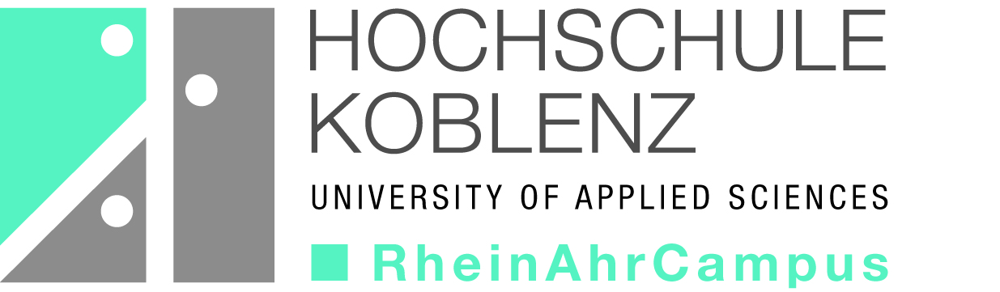 HOCHSCHULE
KOBLENZ
UNIVERSITY OF APPLIED SCIENCES
RheinAhrCampus